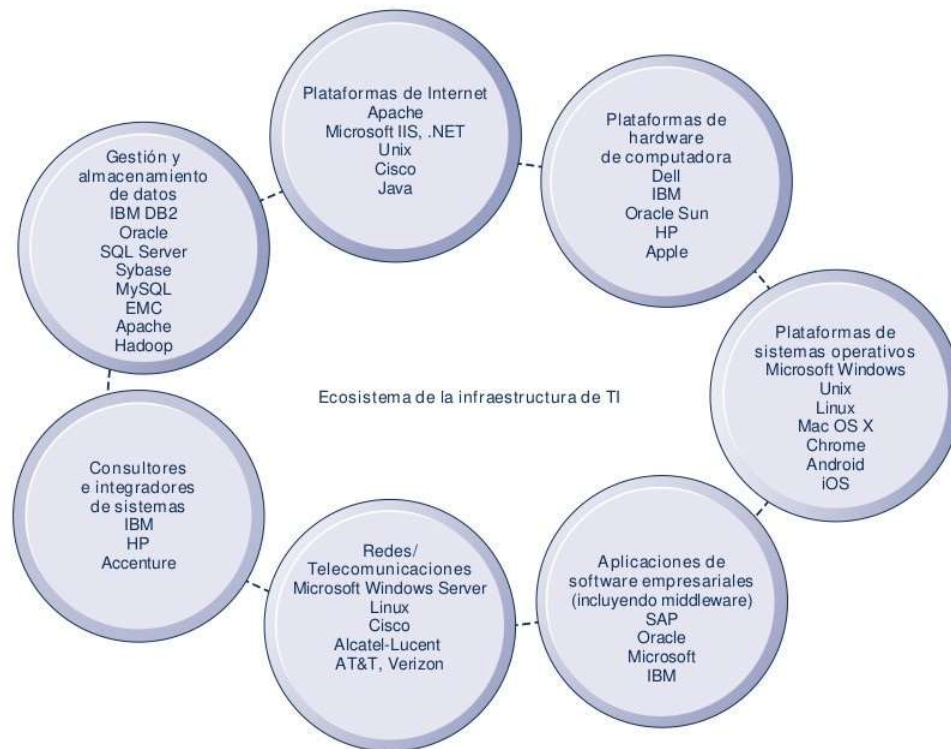 Plataformas de Internet
Apache
Microsoft IIS, .NET
Unix
Cisco
Java
Plataformas de
hardware
de computadora
Dell
IBM
Oracle Sun
HP
Apple
Plataformas de
sistemas operativos
Microsoft Windows
Unix
Linux
Mac OS X
Chrome
Android
iOS
Aplicaciones de
software empresariales
(incluyendo middleware)
SAP
Oracle
Microsoft
IBM
Redes/
Telecomunicaciones
Microsoft Windows Server
Linux
Cisco
Alcatel-Lucent
AT&T, Verizon
Consultores
e integradores
de sistemas
IBM
HP
Accenture
Gestión y
almacenamiento
de datos
IBM DB2
Oracle
SQL Server
Sybase
MySQL
EMC
Apache
Hadoop
Ecosistema de la infraestructura de TI